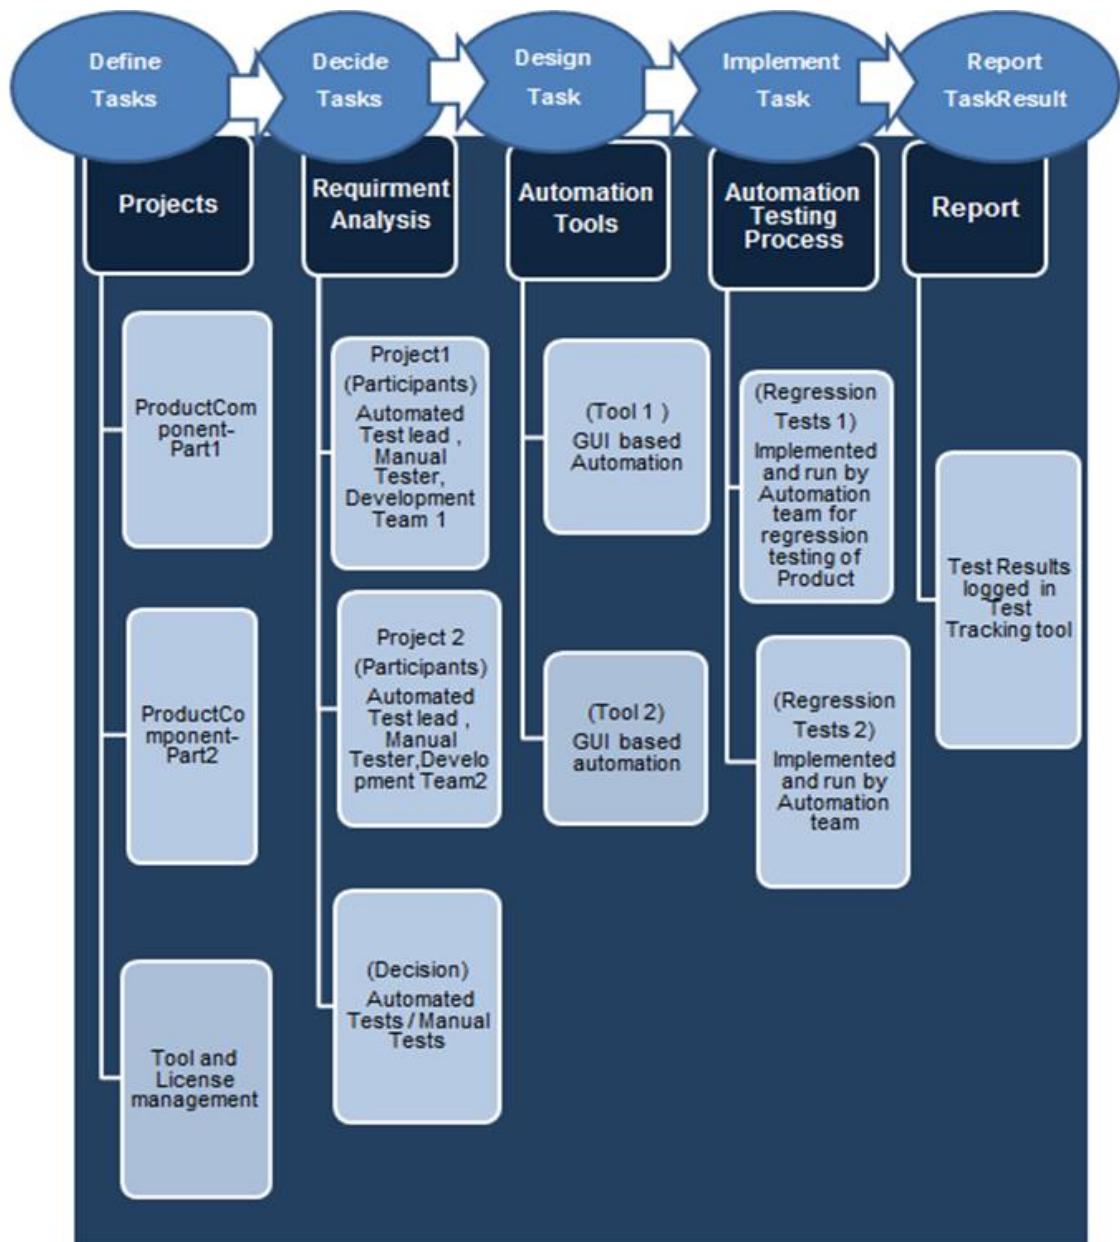 Define
Tasks
Decide
Tasks
Design
Task
Implement
Task
Report
TaskResult
Projects
ProductCom
ponent-
Part1
ProductCo
mponent-
Part2
Tool and
License
management
Requirment
Analysis
Project1
(Participants)
Automated
Test lead ,
Manual
Tester,
Development
Team 1
Project 2
(Participants)
Automated
Test lead ,
Manual
Tester,Develo
pment Team2
(Decision)
Automated
Tests / Manual
Tests
Automation
Tools
(Tool 1 )
GUI based
Automation
(Tool 2)
GUI based
automation
Automation
Testing
Process
(Regression
Tests 1)
Implemented
and run by
Automation
team for
regression
testing of
Product
(Regression
Tests 2)
Implemented
and run by
Automation
team
Report
Test Results
logged in
Test
Tracking tool